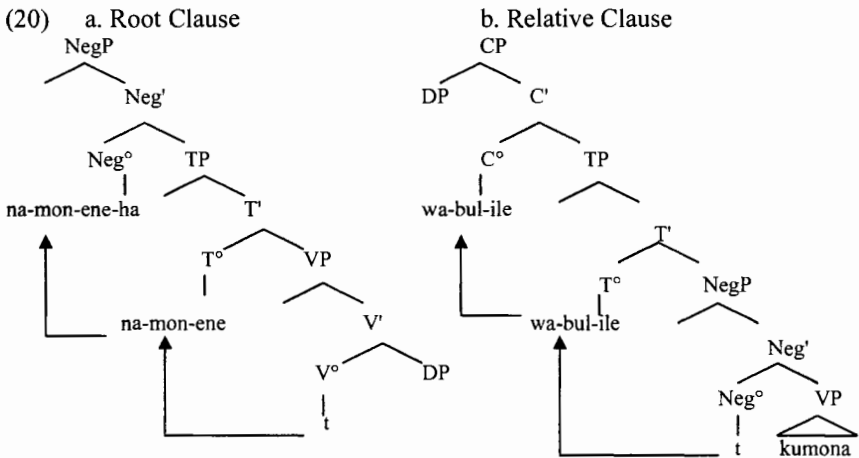 (20) a. Root Clause b. Relative Clause
NegP CP
Neg' DP C'
Neg° TP C° TP
na-mon-ene-ha T' wa-bul-ile
T° VP T'
T° NegP
na-mon-ene V' wa-bul-ile
Neg'
V° DP
Neg° VP
t
t kumona